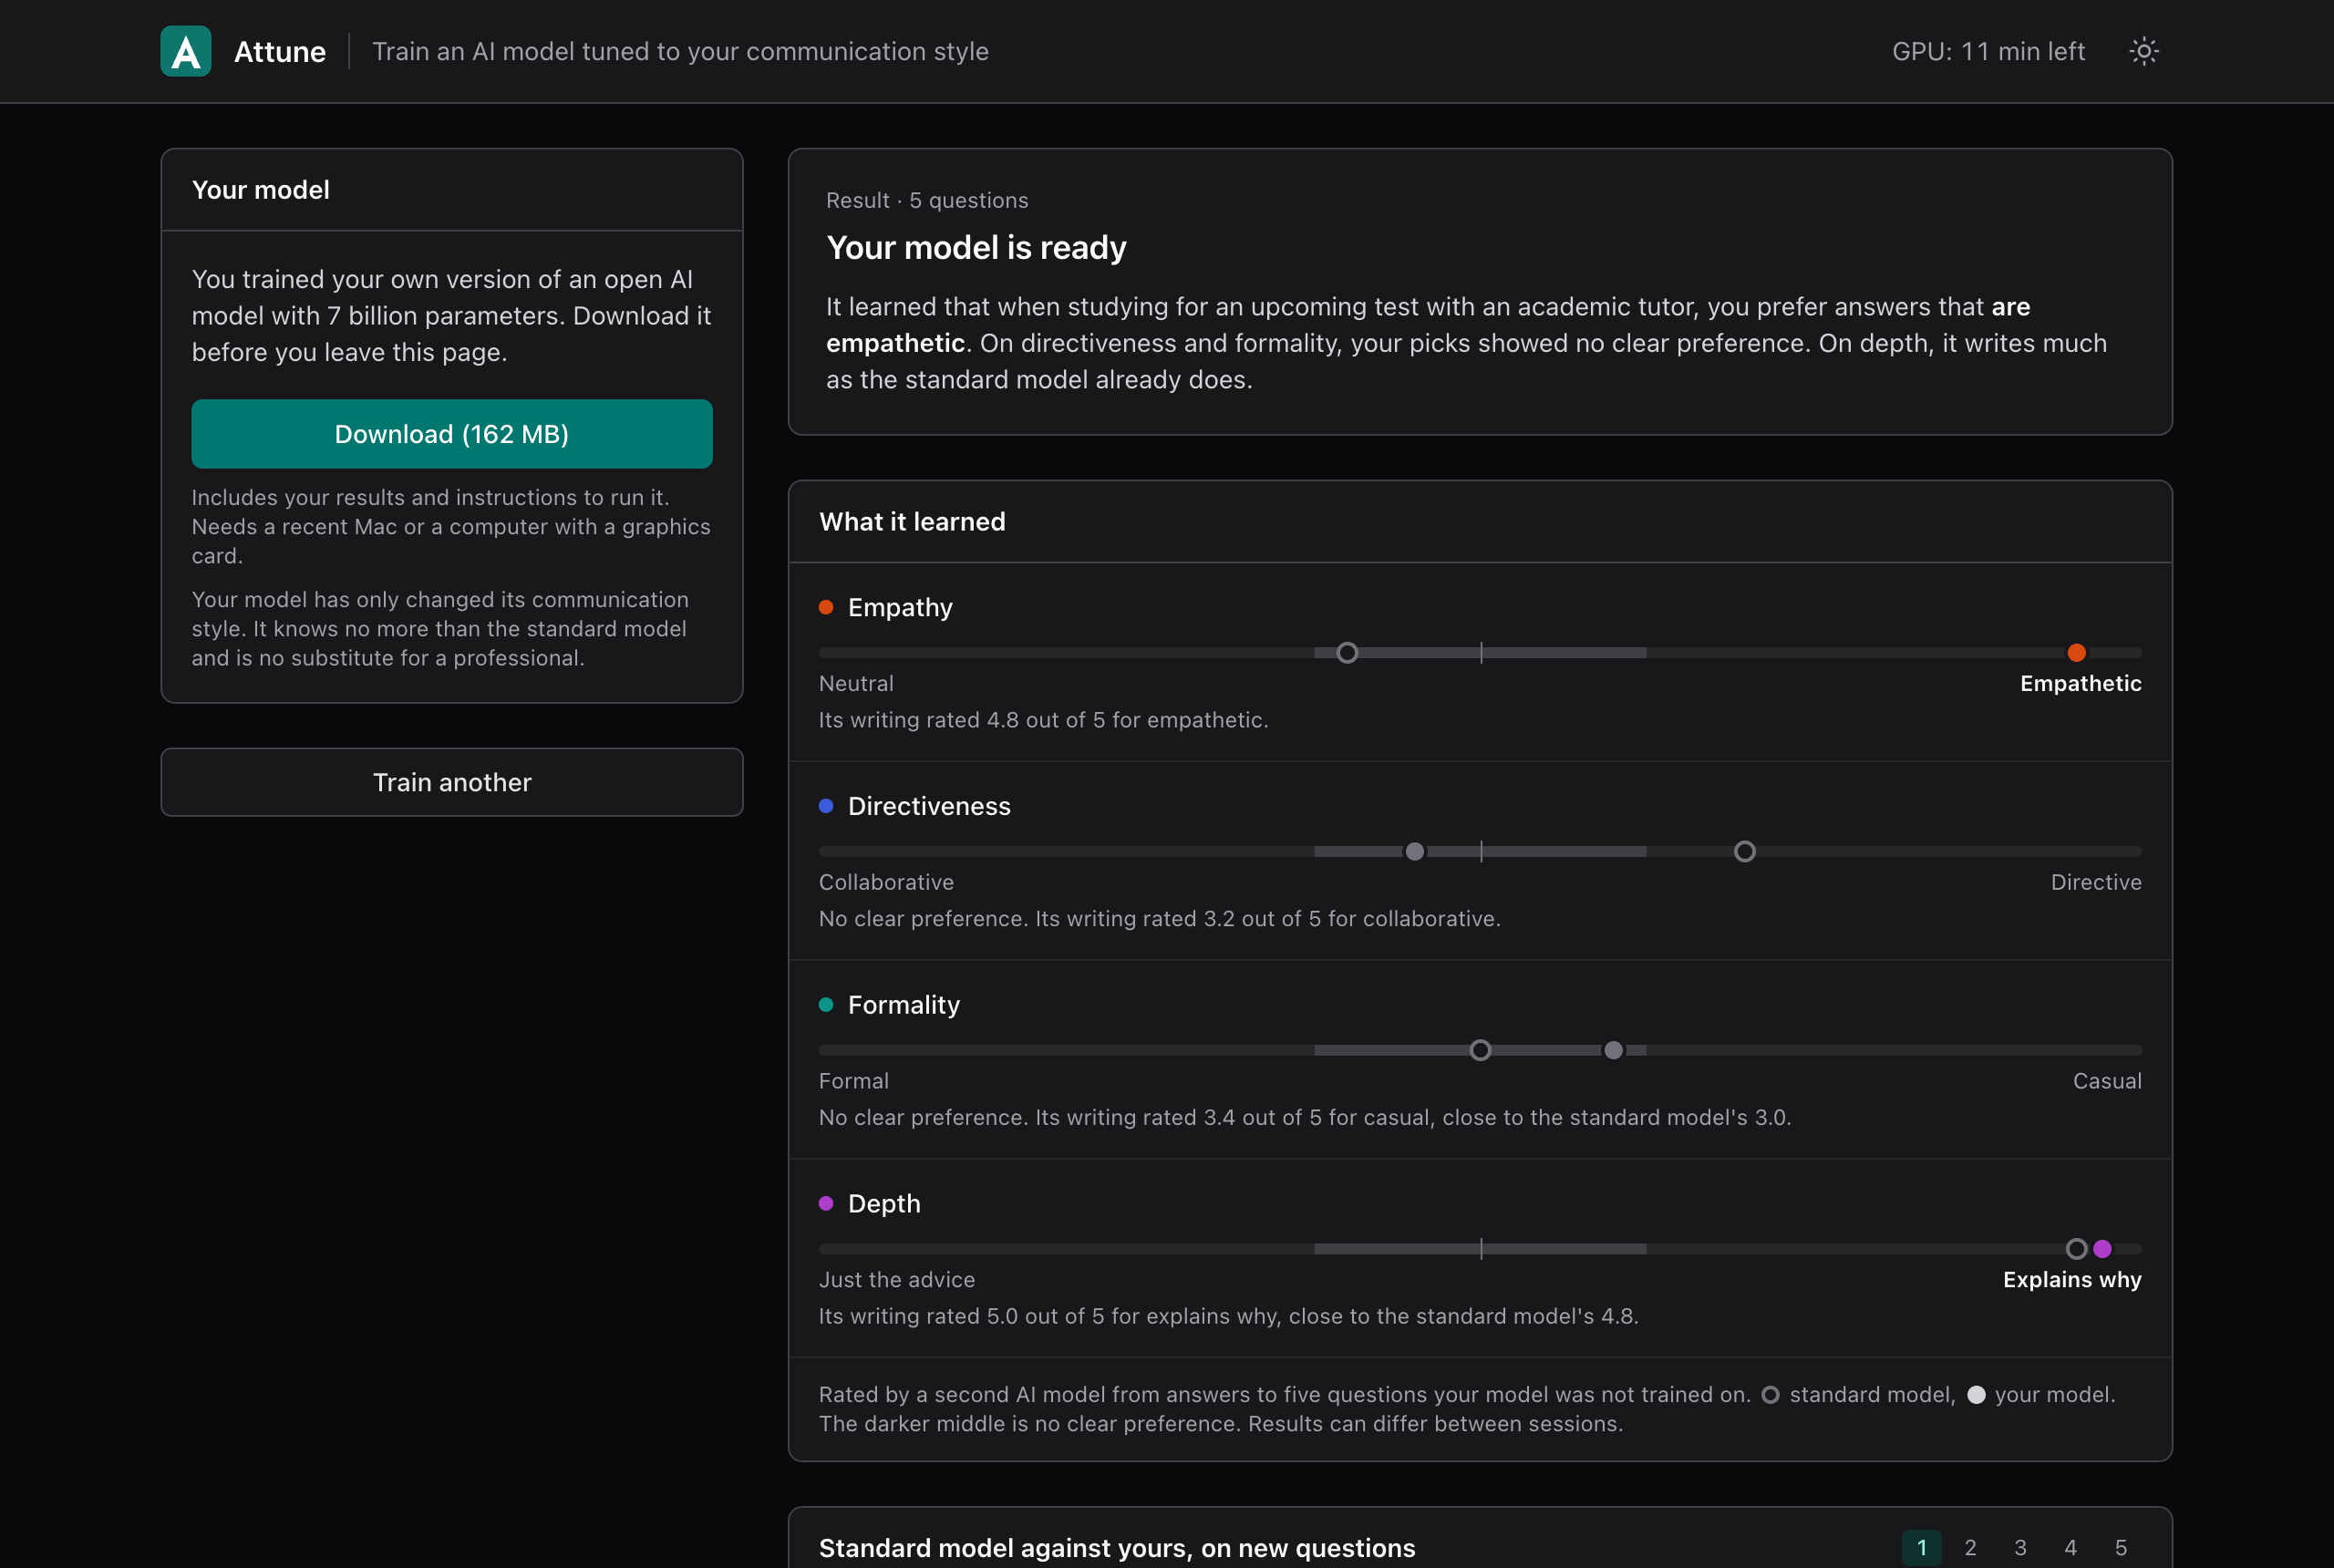 Attune
Train an AI model tuned to your communication style
GPU: 11 min left
Your model
You trained your own version of an open AI
model with 7 billion parameters. Download it
before you leave this page.
Download (162 MB)
Includes your results and instructions to run it.
Needs a recent Mac or a computer with a graphics
card.
Your model has only changed its communication
style. It knows no more than the standard model
and is no substitute for a professional.
Train another
Result · 5 questions
Your model is ready
It learned that when studying for an upcoming test with an academic tutor, you prefer answers that are
empathetic. On directiveness and formality, your picks showed no clear preference. On depth, it writes much
as the standard model already does.
What it learned
Empathy
Neutral
Empathetic
Its writing rated 4.8 out of 5 for empathetic.
Directiveness
Collaborative
Directive
No clear preference. Its writing rated 3.2 out of 5 for collaborative.
Formality
Formal
Casual
No clear preference. Its writing rated 3.4 out of 5 for casual, close to the standard model's 3.0.
Depth
Just the advice
Explains why
Its writing rated 5.0 out of 5 for explains why, close to the standard model's 4.8.
Rated by a second AI model from answers to five questions your model was not trained on. standard model, your model.
The darker middle is no clear preference. Results can differ between sessions.
Standard model against yours, on new questions
1 2 3 4 5